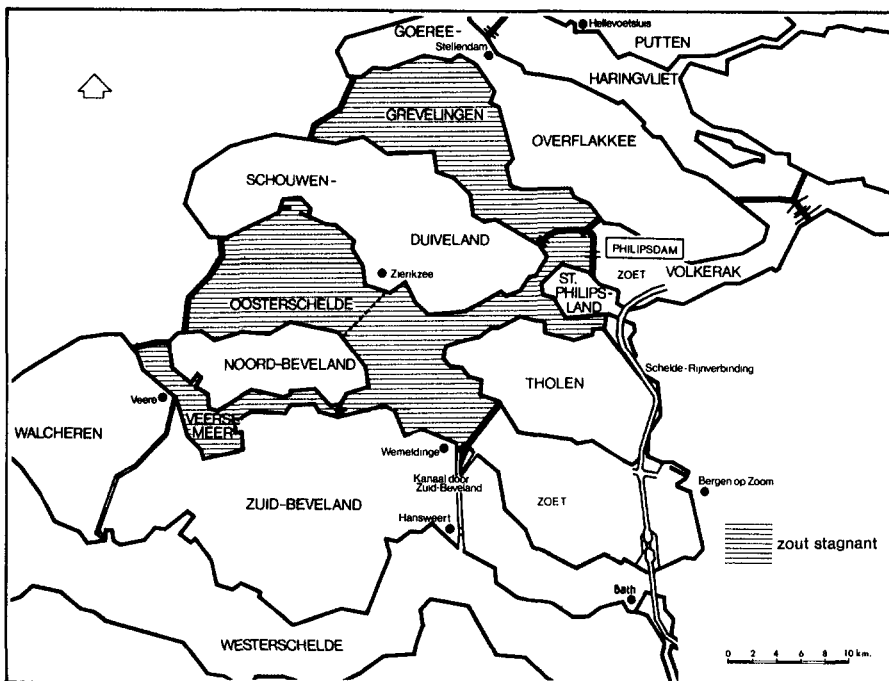 GOEREE-
Hellevoetsluis
Stellendam
PUTTEN
HARINGVLIET
GREVELINGEN
OVERFLAKKEE
SCHOUWEN-
DUIVELAND
PHILIPSDAM
Zierikzee
ZOET
VOLKERAK
ST.
PHILIPS-
LAND
OOSTERSCHELDE
NOORD-BEVELAND
Schelde-Rijnverbinding
THOLEN
Veere
VEERSE
MEER
WALCHEREN
Wemeldinge
Kanaal door
Zuid-Beveland
Bergen op Zoom
ZUID-BEVELAND
ZOET
Hansweert
zout stagnant
Bath
WESTERSCHELDE
0 2 4 6 8 10 km.